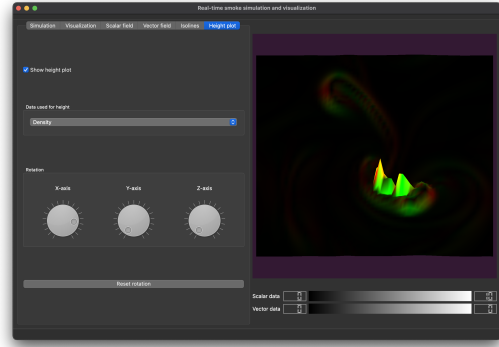 Real-time smoke simulation and visualization
Simulation Visualization Scalar field Vector field Isolines Height plot
Show height plot
Data used for height
Density
Rotation
X-axis Y-axis Z-axis
Reset rotation
Scalar data
Vector data